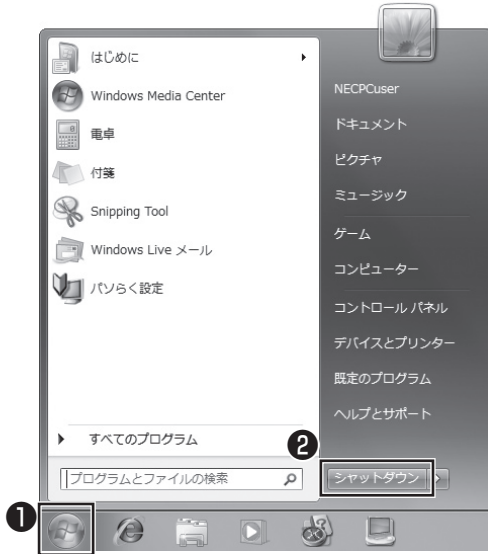 はじめに
Windows Media Center
電卓
付箋
Snipping Tool
Windows Live メール
パソらく設定
すべてのプログラム
プログラムとファイルの検索
NECPCuser
ドキュメント
ピクチャ
ミュージック
ゲーム
コンピューター
コントロール パネル
デバイスとプリンター
既定のプログラム
ヘルプとサポート
❷
シャットダウン
❶